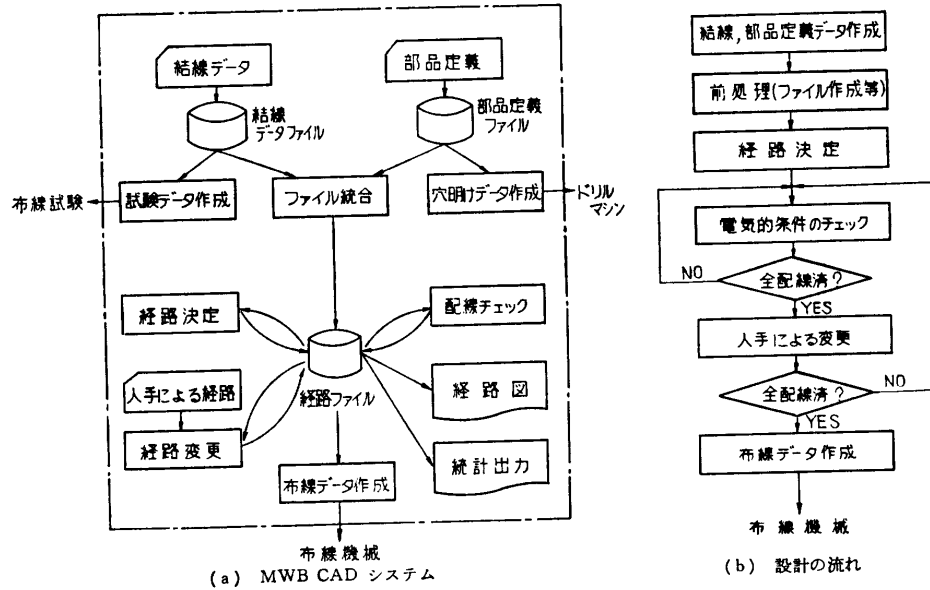 結線データ
部品定義
結線
データファイル
部品定義
ファイル
布線試験
試験データ作成
ファイル統合
穴明けデータ作成
ドリル
マシン
経路決定
配線チェック
人手による経路
経路ファイル
経路図
経路変更
統計出力
布線データ作成
布線機械
(a) MWB CAD システム
結線,部品定義データ作成
前処理(ファイル作成等)
経路決定
電気的条件のチェック
NO
全配線済?
YES
人手による変更
全配線済?
NO
YES
布線データ作成
布線機械
(b) 設計の流れ